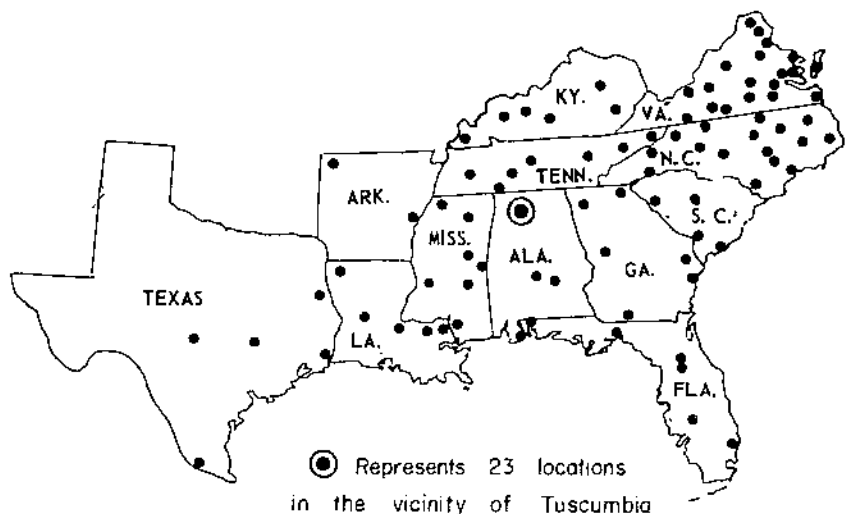 KY.
VA.
ARK.
TENN.
N.C.
S. C.
MISS.
ALA.
GA.
TEXAS
LA.
FLA.
Represents 23 locations
in the vicinity of Tuscumbia